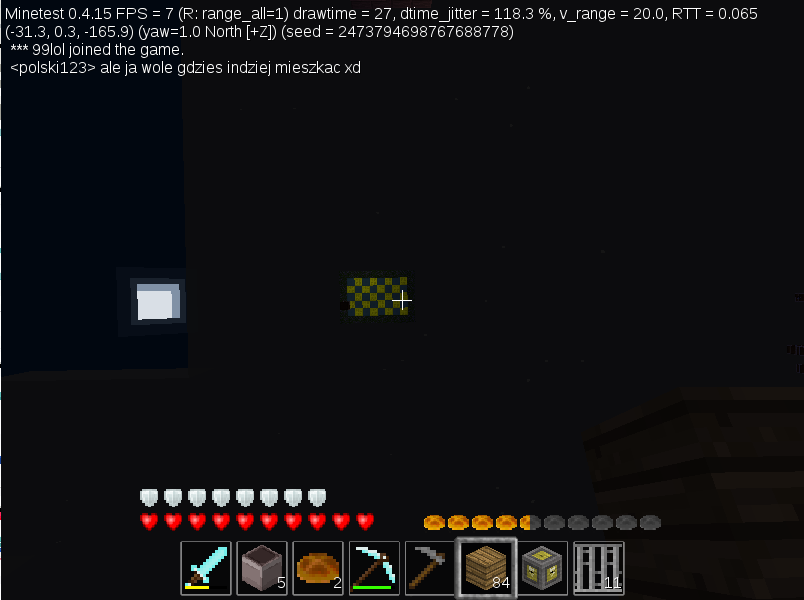 Minetest 0.4.15 FPS = 7 (R: range_all=1) drawtime = 27, dtime_jitter = 118.3 %, v_range = 20.0, RTT = 0.065
(-31.3, 0.3, -165.9) (yaw=1.0 North [+Z]) (seed = 2473794698767688778)
*** 99lol joined the game.
<polski123> ale ja wole gdzies indziej mieszkac xd
5
2
84
11